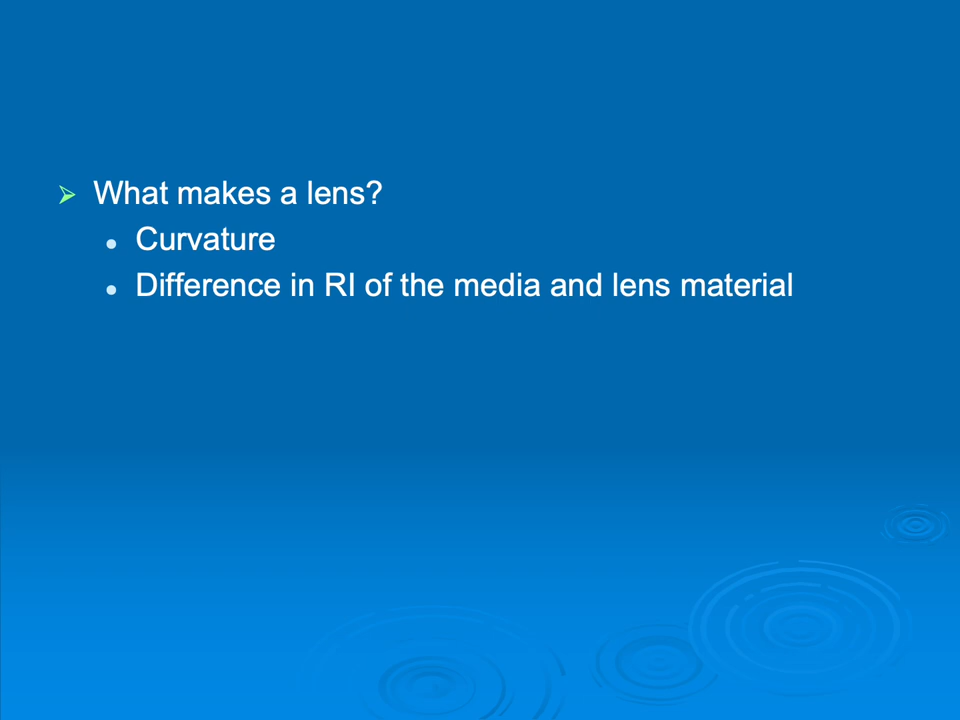 What makes a lens?
Curvature
Difference in RI of the media and lens material